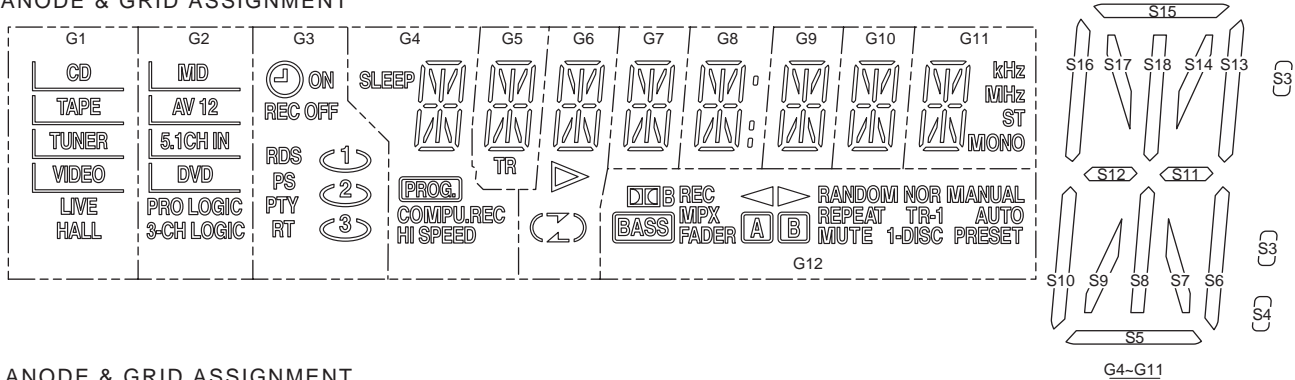 ANODE & GRID ASSIGNMENT
G1 G2 G3 G4 G5 G6 G7 G8 G9 G10 G11
CD MD ON SLEEP kHz
MHz
TAPE AV 12 REC OFF ST
TUNER 5.1CH IN MONO
RDS 1 TR
VIDEO DVD PS 2 PROG. B REC RANDOM NOR MANUAL
LIVE PRO LOGIC PTY COMPU.REC MPX REPEAT TR-1 AUTO
HALL 3-CH LOGIC RT 3 HI SPEED BASS FADER A B MUTE 1-DISC PRESET
G12
S15
S16 S17 S18 S14 S13 S3
S12 S11
S3
S10 S9 S8 S7 S6
S4
S5
G4~G11
ANODE & GRID ASSIGNMENT